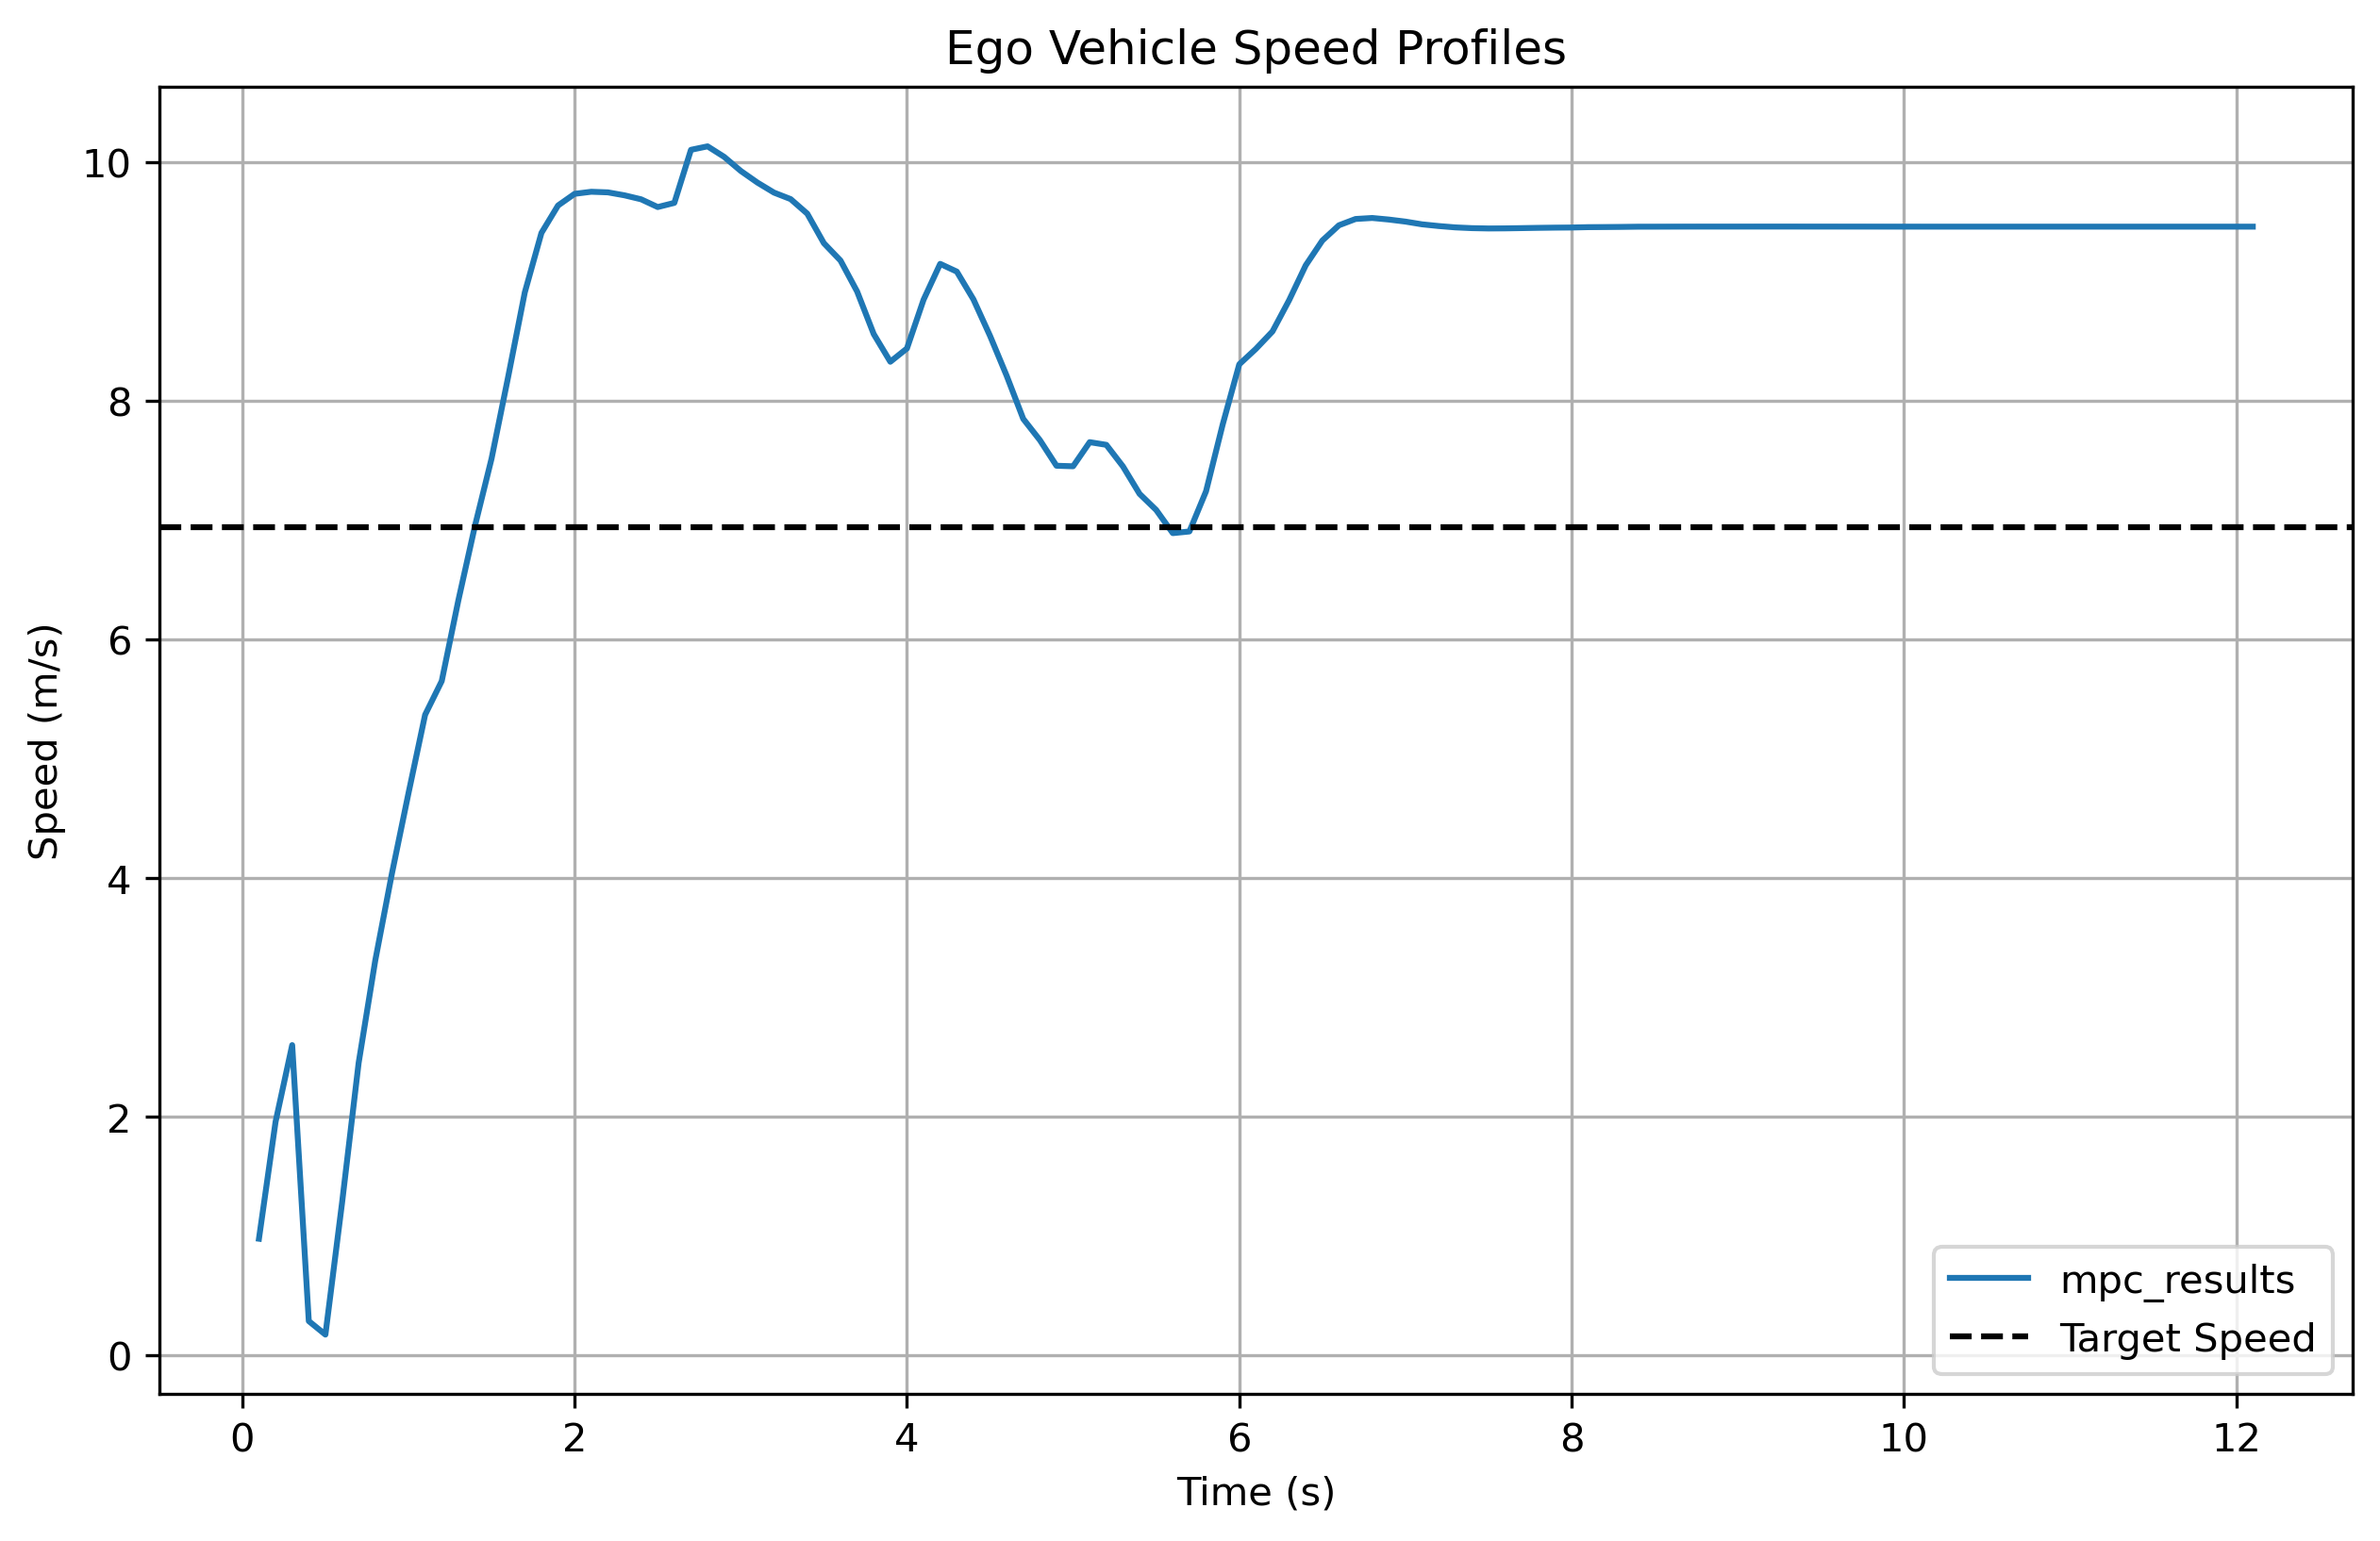 Ego Vehicle Speed Profiles
10
8
6
4
2
0
Speed (m/s)
0 2 4 6 8 10 12
Time (s)
mpc_results
Target Speed